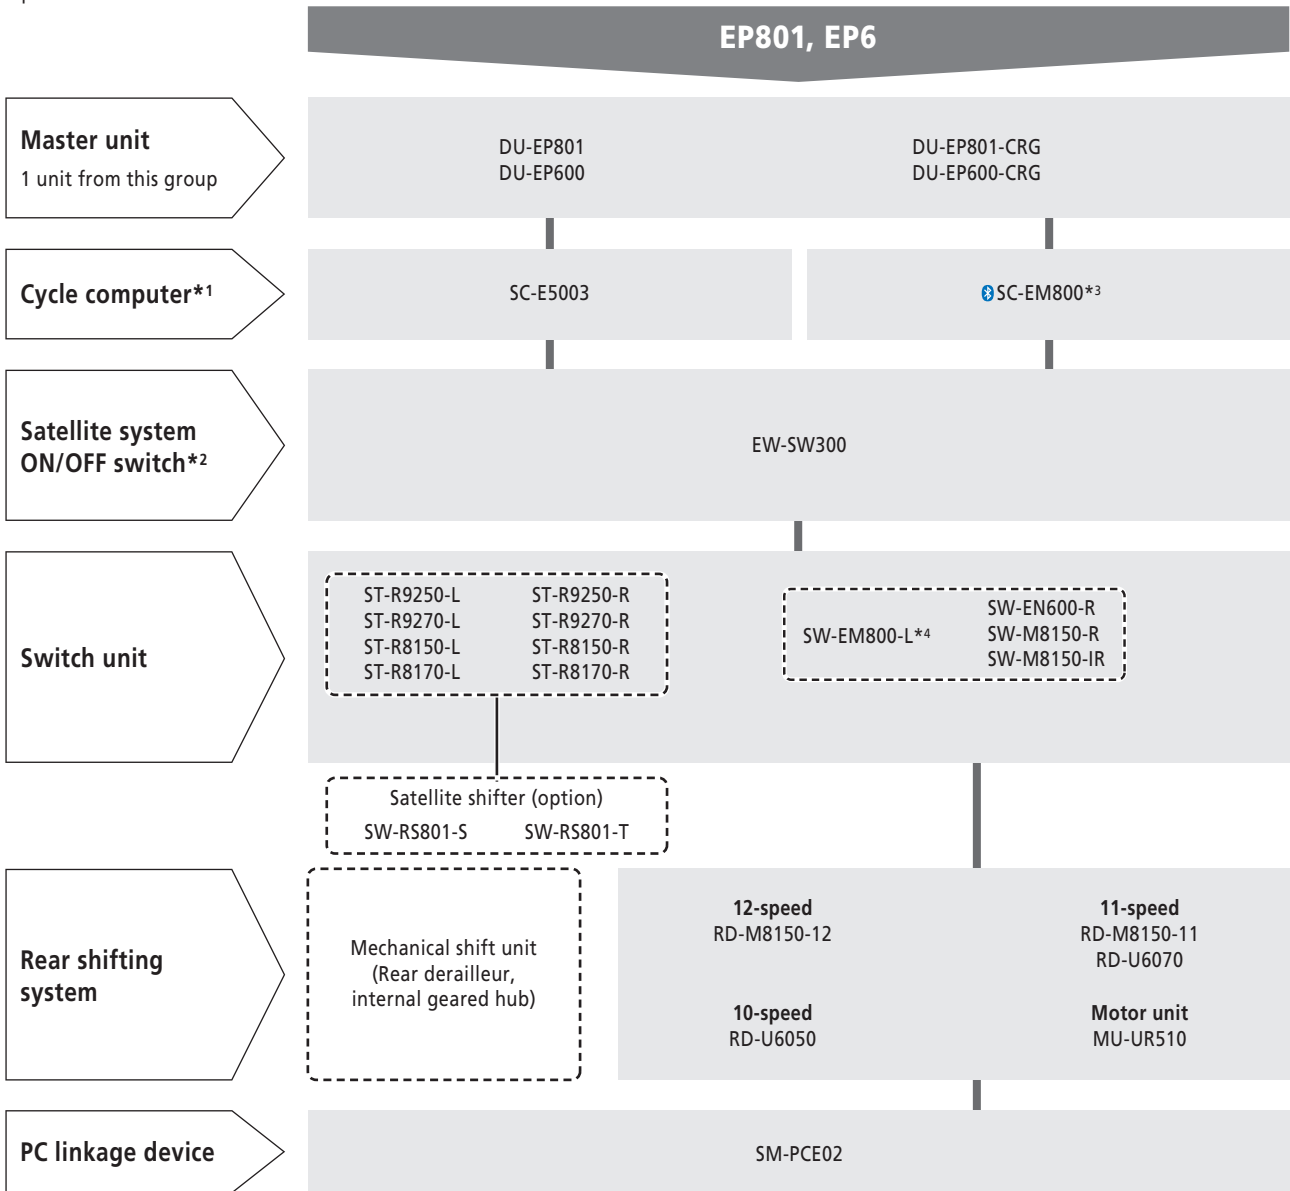 EP801, EP6
Master unit
1 unit from this group
DU-EP801
DU-EP600
DU-EP801-CRG
DU-EP600-CRG
Cycle computer*1
SC-E5003
SC-EM800*3
Satellite system
ON/OFF switch*2
EW-SW300
Switch unit
ST-R9250-L
ST-R9270-L
ST-R8150-L
ST-R8170-L
ST-R9250-R
ST-R9270-R
ST-R8150-R
ST-R8170-R
SW-EM800-L*4
SW-EN600-R
SW-M8150-R
SW-M8150-IR
Satellite shifter (option)
SW-RS801-S
SW-RS801-T
Rear shifting
system
Mechanical shift unit
(Rear derailleur,
internal geared hub)
12-speed
RD-M8150-12
11-speed
RD-M8150-11
RD-U6070
10-speed
RD-U6050
Motor unit
MU-UR510
PC linkage device
SM-PCE02